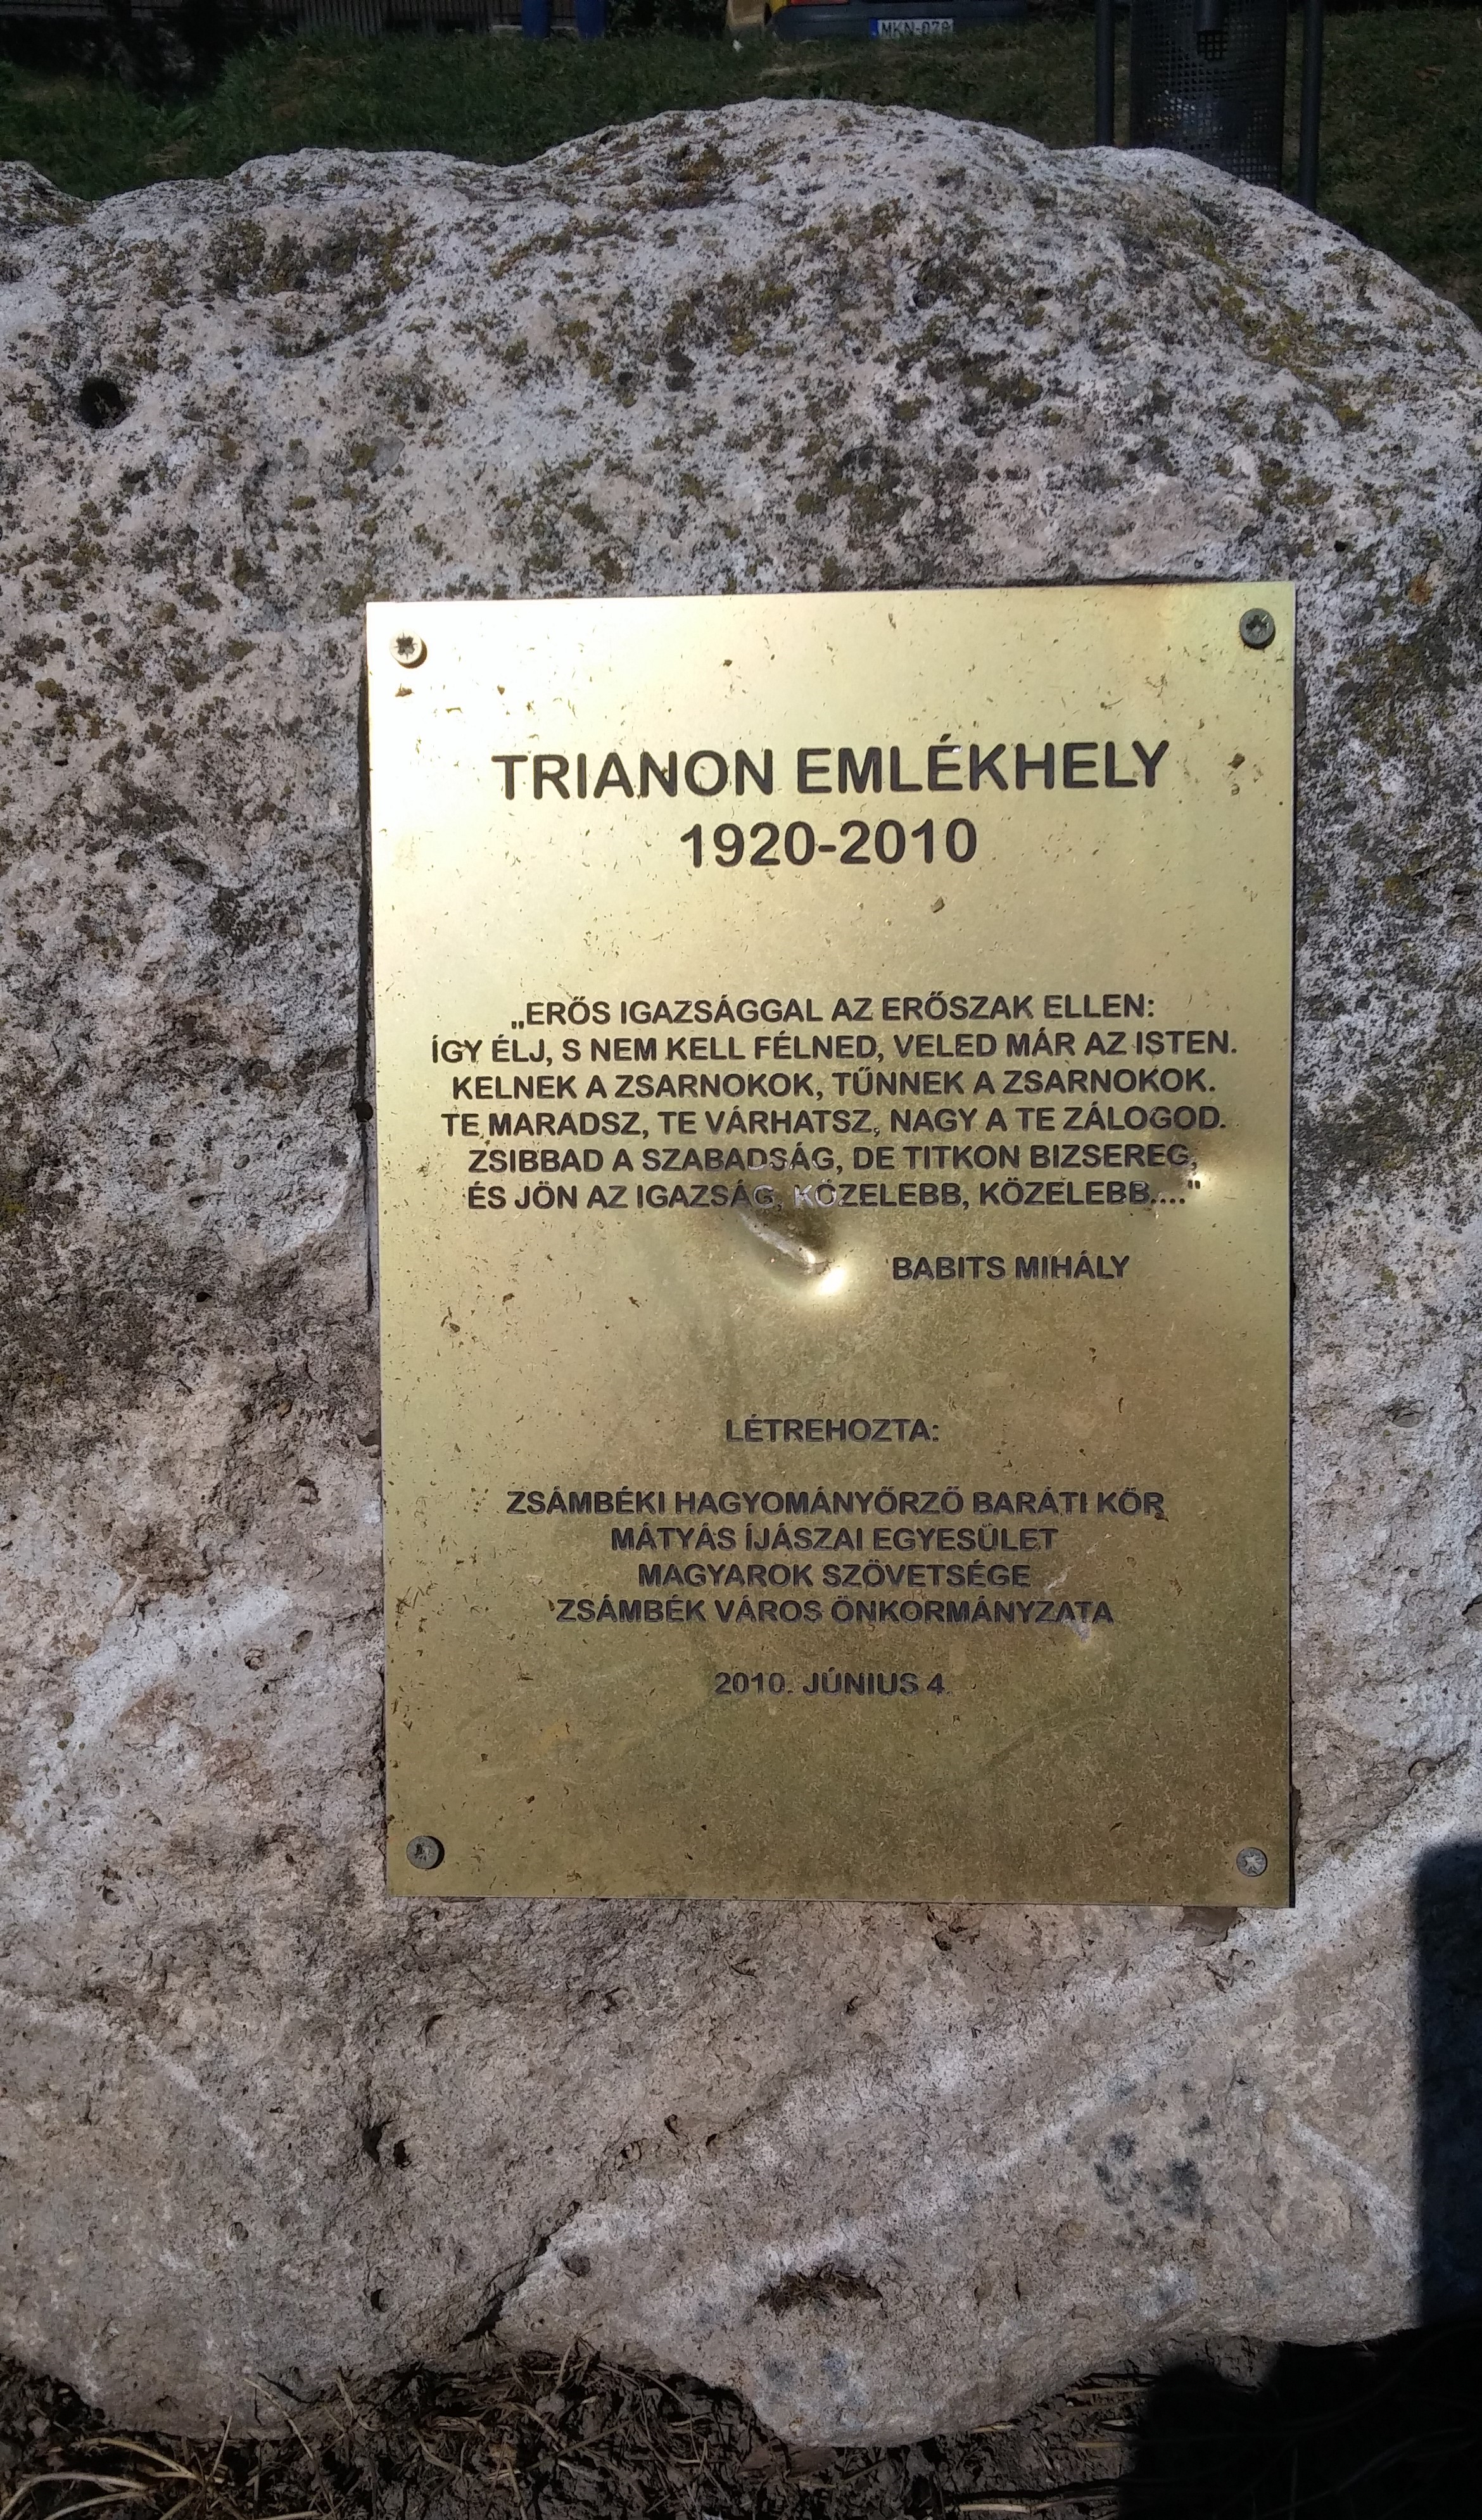 MKN-078
TRIANON EMLÉKHELY
1920-2010
„ERŐS IGAZSÁGGAL AZ ERŐSZAK ELLEN:
ÍGY ÉLJ, S NEM KELL FÉLNED, VELED MÁR AZ ISTEN.
KELNEK A ZSARNOKOK, TŰNNEK A ZSARNOKOK.
TE MARADSZ, TE VÁRHATSZ, NAGY A TE ZÁLOGOD.
ZSIBBAD A SZABADSÁG, DE TITKON BIZSEREG,
ÉS JÖN AZ IGAZSÁG, KÖZELEBB, KÖZELEBB...."
BABITS MIHÁLY
LÉTREHOZTA:
ZSÁMBÉKI HAGYOMÁNYŐRZŐ BARÁTI KÖR
MÁTYÁS ÍJÁSZAI EGYESÜLET
MAGYAROK SZÖVETSÉGE
ZSÁMBÉK VÁROS ÖNKORMÁNYZATA
2010. JÚNIUS 4.